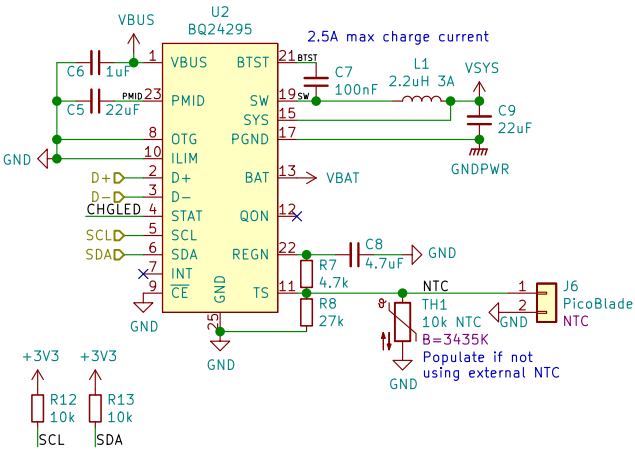 VBUS
U2
BQ24295
2.5A max charge current
C6 1uF
1 VBUS
BTST 21 BTST
C7
100nF
L1
2.2uH 3A
VSYS
PMID 23 PMID
C5 22uF
SW 19 SW
SYS 15
C9
22uF
8 OTG
PGND 17
GNDPWR
GND
10 ILIM
D+ 2 D+
BAT 13 VBAT
D- 3 D-
CHGLED 4 STAT
QON 12
SCL 5 SCL
SDA 6 SDA
REGN 22
C8
4.7uF
GND
7 INT
R7
4.7k
9 CE
GND
TS 11
NTC
1
J6
PicoBlade
2
GND
NTC
R8
27k
TH1
10k NTC
B=3435K
GND
25
GND
GND
Populate if not
using external NTC
+3V3 +3V3
R12
10k
R13
10k
SCL SDA